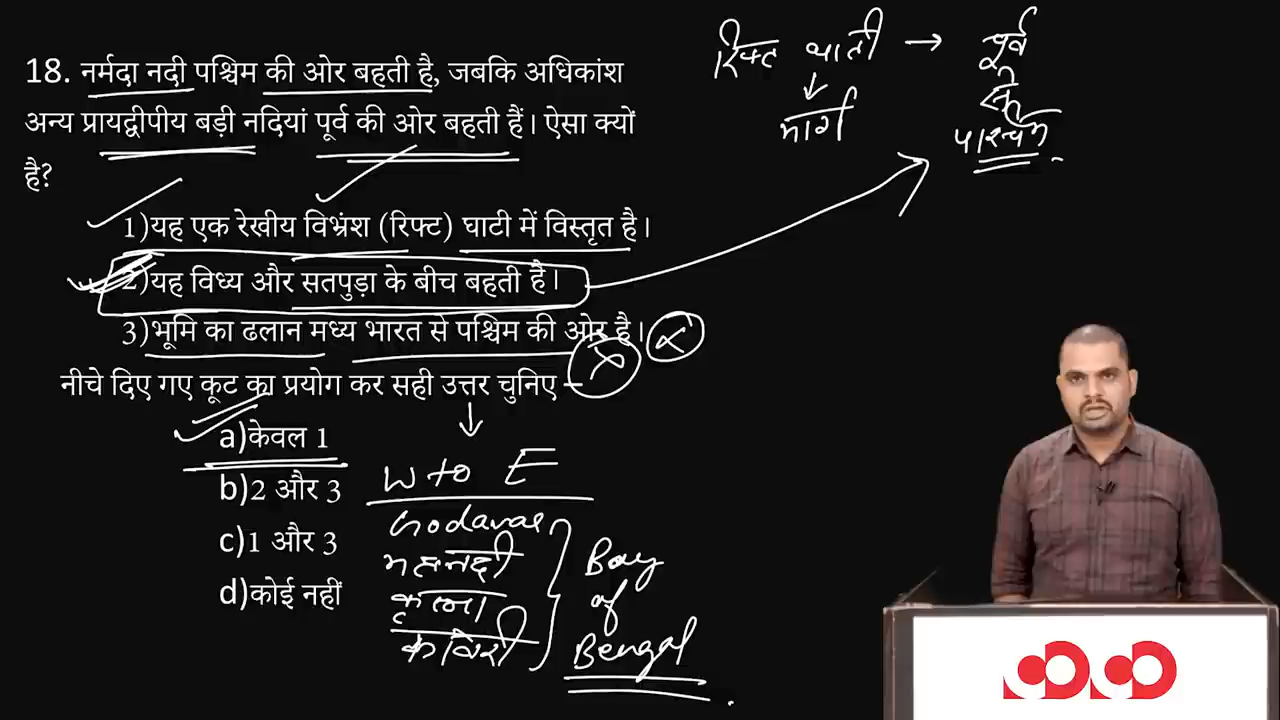 18. नर्मदा नदी पश्चिम की ओर बहती है, जबकि अधिकांश
अन्य प्रायद्वीपीय बड़ी नदियां पूर्व की ओर बहती हैं। ऐसा क्यों
है?
1)यह एक रेखीय विभ्रंश (रिफ्ट) घाटी में विस्तृत है।
2)यह विध्य और सतपुड़ा के बीच बहती है।
3)भूमि का ढलान मध्य भारत से पश्चिम की ओर है।
नीचे दिए गए कूट का प्रयोग कर सही उत्तर चुनिए –
a)केवल 1
b)2 और 3
c)1 और 3
d)कोई नहीं
रिफ्ट घाटी → पूर्व
से
पश्चिम
मार्ग
W to E
Godavari
महानदी
कृष्णा
कावेरी
Bay
of
Bengal